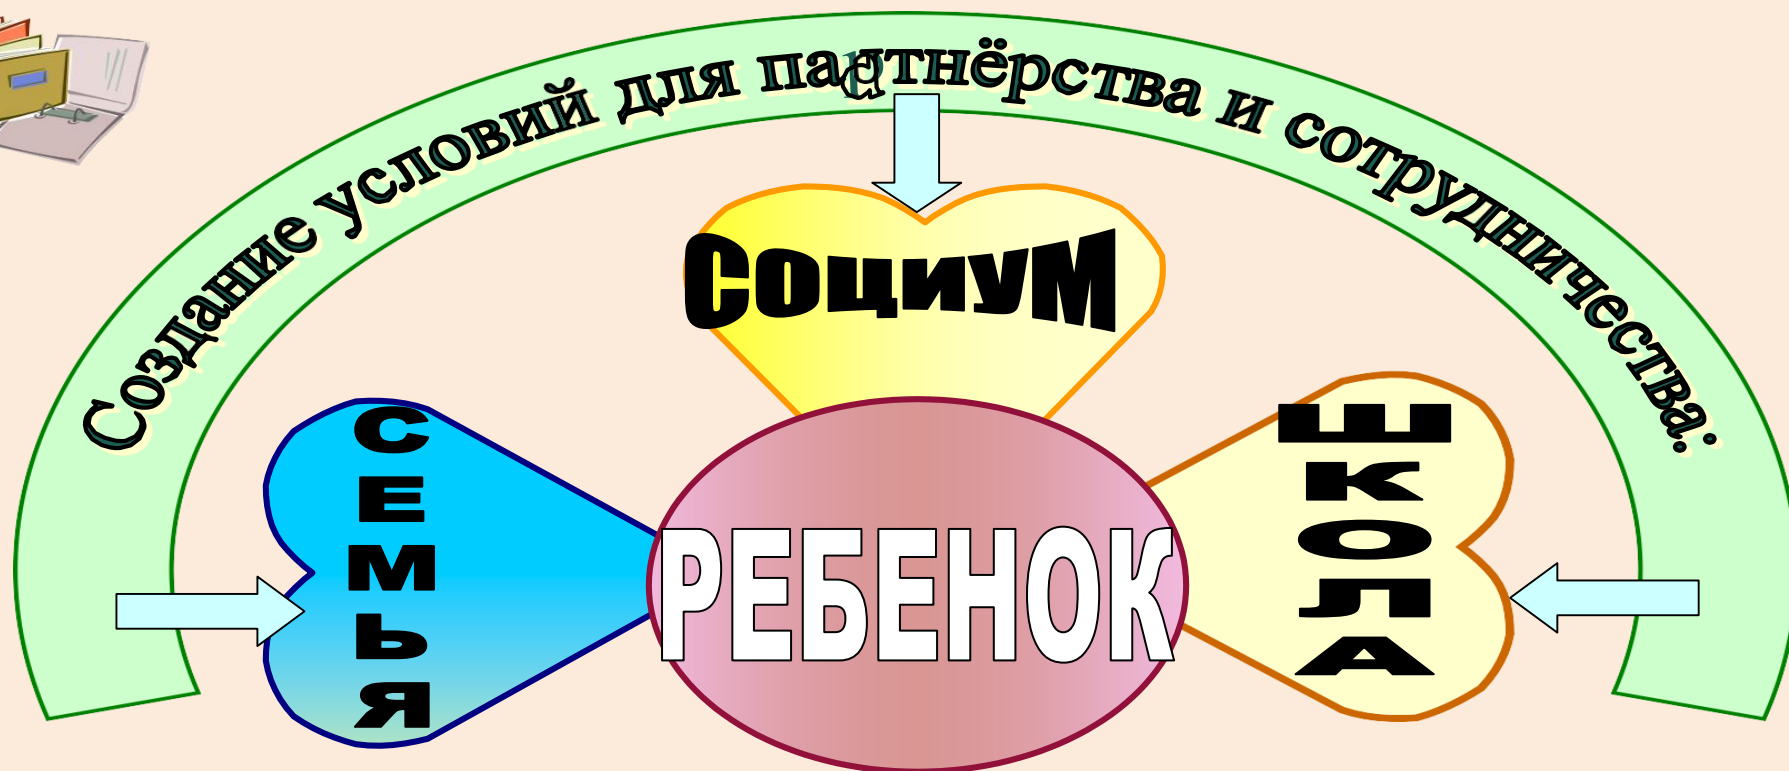 Создание условий для партнёрства и сотрудничества:
СОЦИУМ
СЕМЬЯ
РЕБЕНОК
ШКОЛА